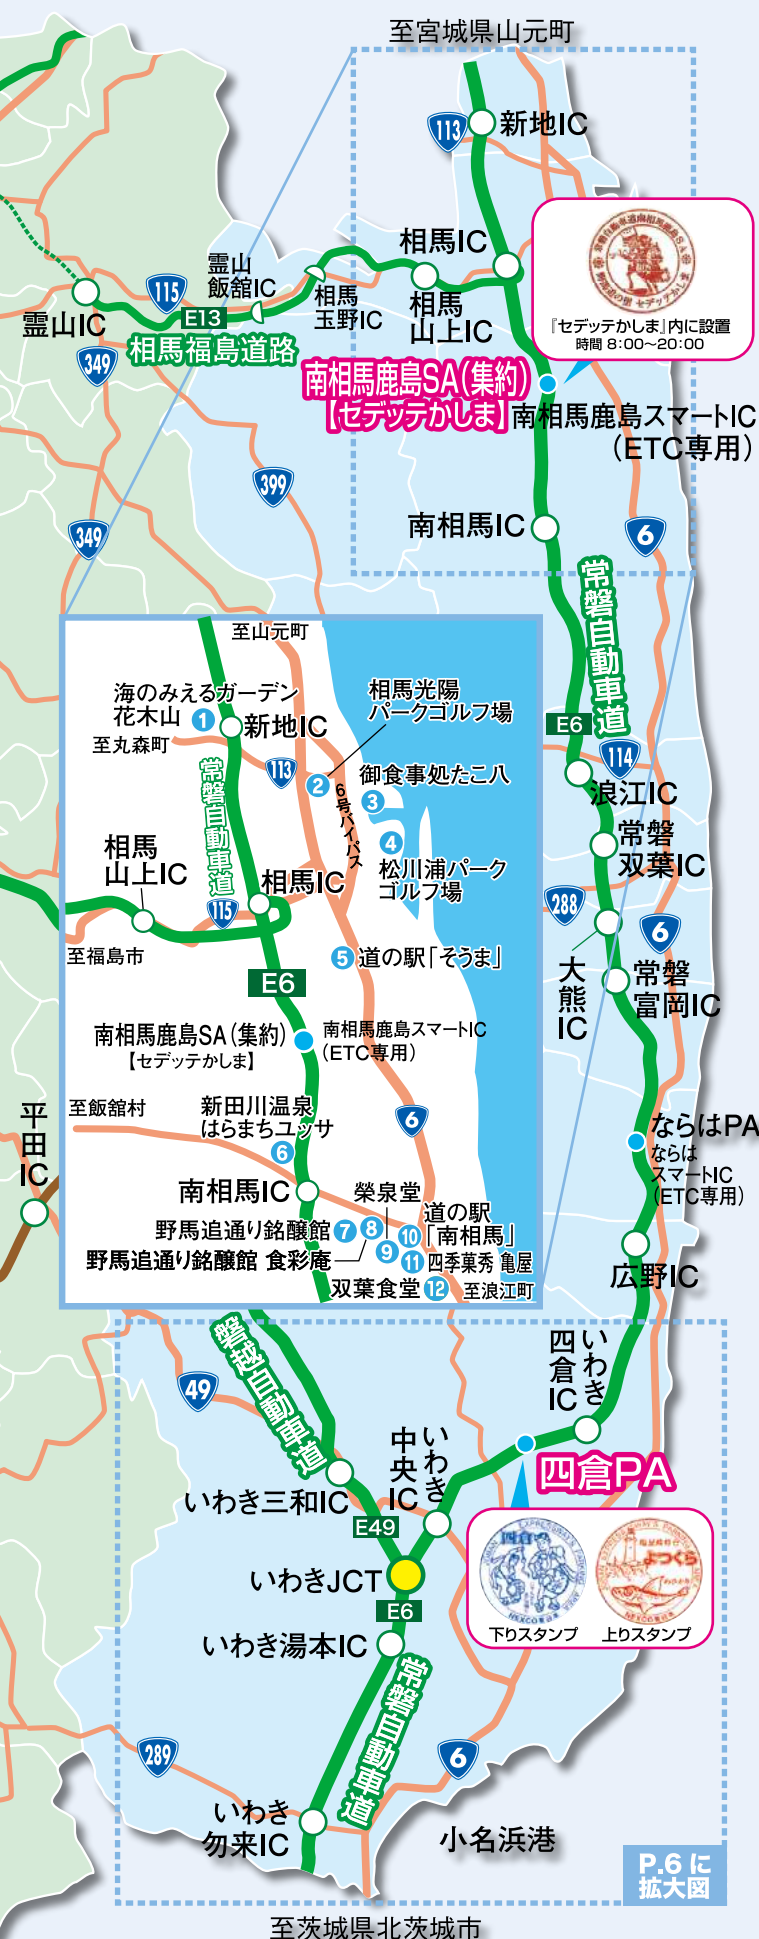 至宮城県山元町
113
新地IC
相馬IC
霊山
飯舘IC
115
E13
霊山IC
相馬福島道路
相馬
玉野IC
相馬
山上IC
『セデッテかしま』内に設置
時間 8:00〜20:00
349
南相馬鹿島SA(集約)
【セデッテかしま】
南相馬鹿島スマートIC
(ETC専用)
399
349
南相馬IC
6
常磐自動車道
E6
114
浪江IC
常磐
双葉IC
288
6
大熊IC
常磐
富岡IC
ならはPA
ならは
スマートIC
(ETC専用)
広野IC
平田IC
至山元町
海のみえるガーデン
花木山
1
新地IC
至丸森町
相馬光陽
パークゴルフ場
113
2
6号バイパス
御食事処たこ八
3
4
松川浦パーク
ゴルフ場
常磐自動車道
相馬
山上IC
相馬IC
115
至福島市
5
道の駅「そうま」
E6
南相馬鹿島SA(集約)
【セデッテかしま】
南相馬鹿島スマートIC
(ETC専用)
至飯舘村
新田川温泉
はらまちユッサ
6
6
南相馬IC
榮泉堂
道の駅
「南相馬」
野馬追通り銘醸館
7
8
10
野馬追通り銘醸館 食彩庵
9
11
四季菓秀 亀屋
双葉食堂
12
至浪江町
磐越自動車道
49
いわき
四倉IC
いわき
中央IC
四倉PA
いわき三和IC
E49
いわきJCT
E6
四倉
よつくら
NEXCO東日本
NEXCO東日本
下りスタンプ
上りスタンプ
いわき湯本IC
常磐自動車道
289
6
いわき
勿来IC
小名浜港
P.6 に
拡大図
至茨城県北茨城市